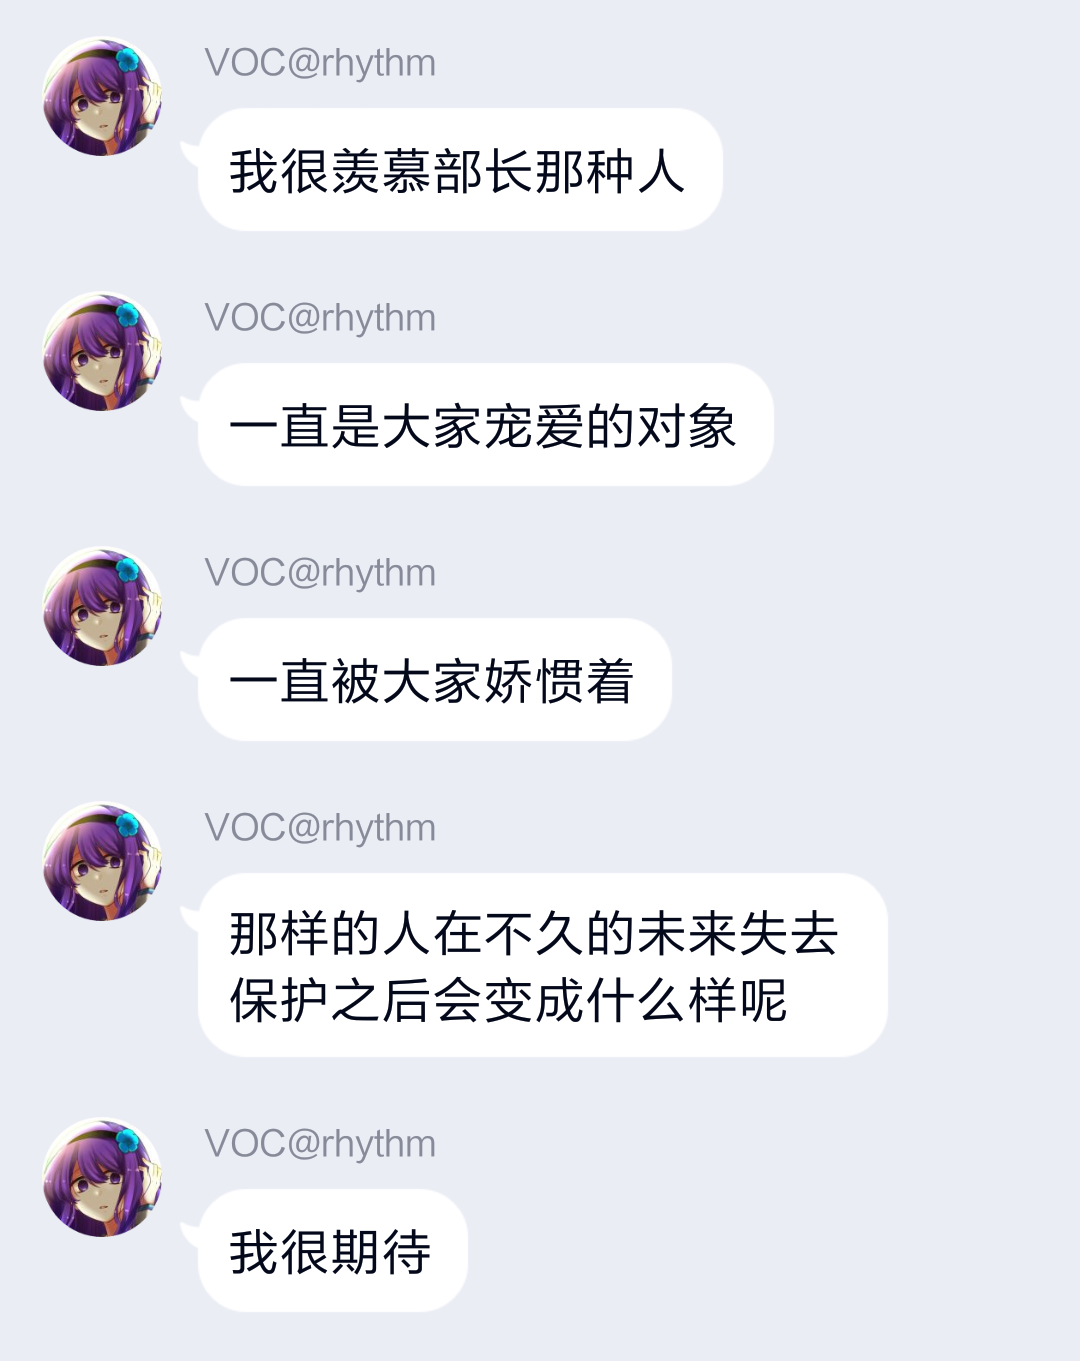 VOC@rhythm
我很羡慕部长那种人
VOC@rhythm
一直是大家宠爱的对象
VOC@rhythm
一直被大家娇惯着
VOC@rhythm
那样的人在不久的未来失去
保护之后会变成什么样呢
VOC@rhythm
我很期待